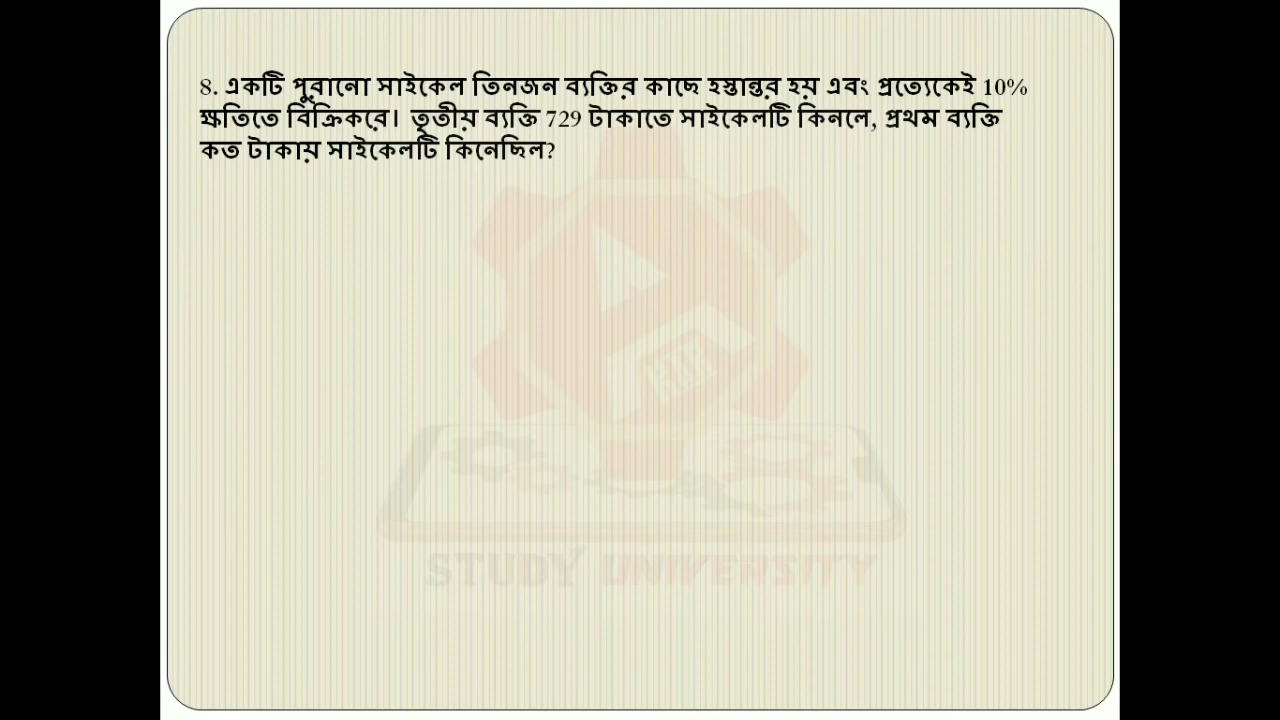 8. একটি পুরানো সাইকেল তিনজন ব্যক্তির কাছে হস্তান্তর হয় এবং প্রত্যেকেই 10%
ক্ষতিতে বিক্রিকরে। তৃতীয় ব্যক্তি 729 টাকাতে সাইকেলটি কিনলে, প্রথম ব্যক্তি
কত টাকায় সাইকেলটি কিনেছিল?
STUDY UNIVERSITY